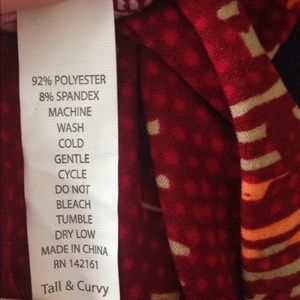 92% POLYESTER
8% SPANDEX
MACHINE
WASH
COLD
GENTLE
CYCLE
DO NOT
BLEACH
TUMBLE
DRY LOW
MADE IN CHINA
RN 142161
Tall & Curvy